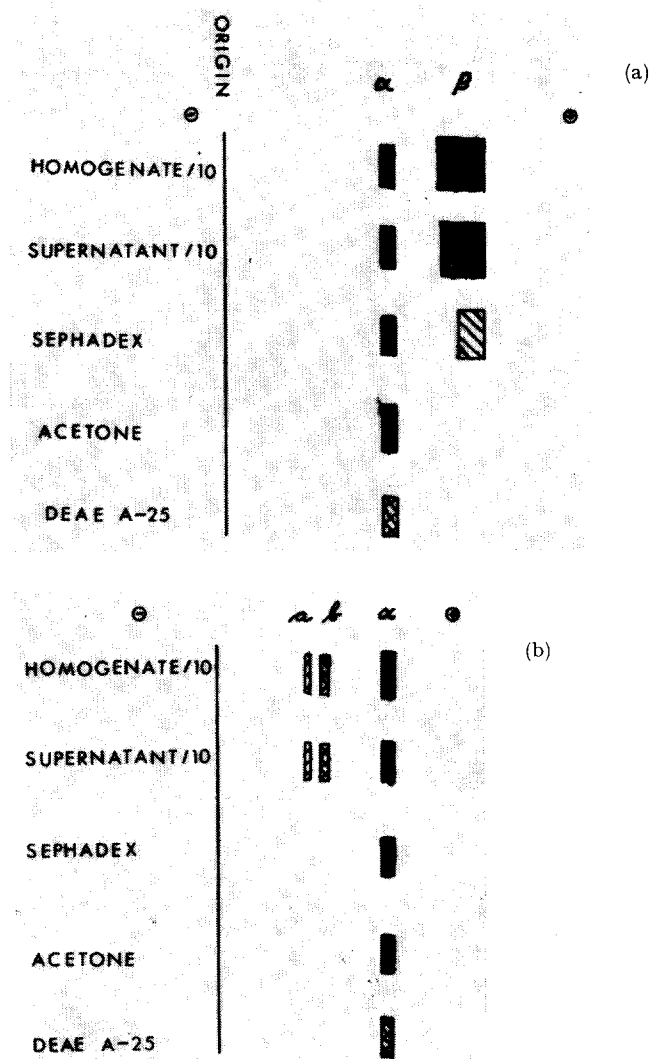 ORIGIN
α β (a)
⊖ ⊕
HOMOGENATE/10
SUPERNATANT/10
SEPHADEX
ACETONE
DEAE A-25
⊖ a b α ⊕
(b)
HOMOGENATE/10
SUPERNATANT/10
SEPHADEX
ACETONE
DEAE A-25